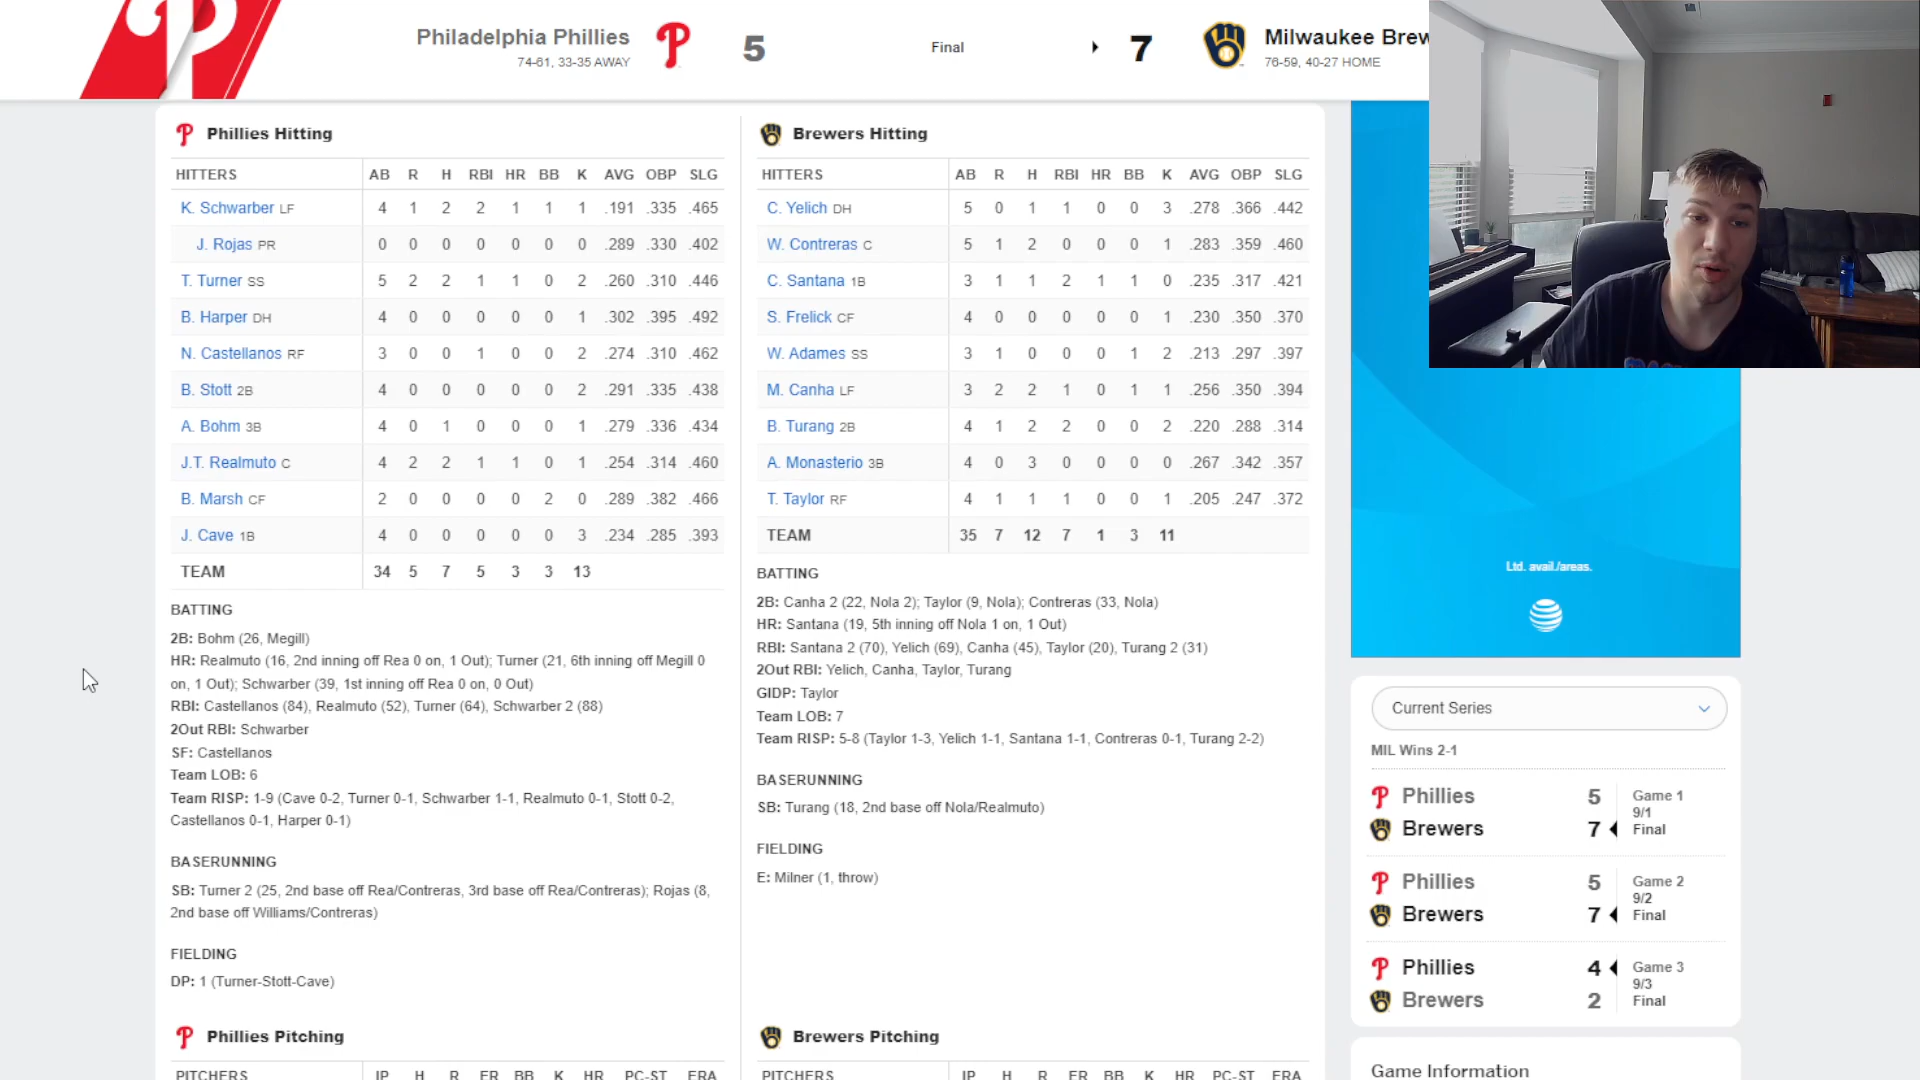 Philadelphia Phillies
74-61, 33-35 AWAY
5
Final
7
Milwaukee Brew
76-59, 40-27 HOME
Phillies Hitting
HITTERS AB R H RBI HR BB K AVG OBP SLG
K. Schwarber LF 4 1 2 2 1 1 1 .191 .335 .465
J. Rojas PR 0 0 0 0 0 0 0 .289 .330 .402
T. Turner SS 5 2 2 1 1 0 2 .260 .310 .446
B. Harper DH 4 0 0 0 0 0 1 .302 .395 .492
N. Castellanos RF 3 0 0 1 0 0 2 .274 .310 .462
B. Stott 2B 4 0 0 0 0 0 2 .291 .335 .438
A. Bohm 3B 4 0 1 0 0 0 1 .279 .336 .434
J.T. Realmuto C 4 2 2 1 1 0 1 .254 .314 .460
B. Marsh CF 2 0 0 0 0 2 0 .289 .382 .466
J. Cave 1B 4 0 0 0 0 0 3 .234 .285 .393
TEAM 34 5 7 5 3 3 13
BATTING
2B: Bohm (26, Megill)
HR: Realmuto (16, 2nd inning off Rea 0 on, 1 Out); Turner (21, 6th inning off Megill 0
on, 1 Out); Schwarber (39, 1st inning off Rea 0 on, 0 Out)
RBI: Castellanos (84), Realmuto (52), Turner (64), Schwarber 2 (88)
2Out RBI: Schwarber
SF: Castellanos
Team LOB: 6
Team RISP: 1-9 (Cave 0-2, Turner 0-1, Schwarber 1-1, Realmuto 0-1, Stott 0-2,
Castellanos 0-1, Harper 0-1)
BASERUNNING
SB: Turner 2 (25, 2nd base off Rea/Contreras, 3rd base off Rea/Contreras); Rojas (8,
2nd base off Williams/Contreras)
FIELDING
DP: 1 (Turner-Stott-Cave)
Phillies Pitching
PITCHERS IP H R ER BB K HR PC-ST ERA
Brewers Hitting
HITTERS AB R H RBI HR BB K AVG OBP SLG
C. Yelich DH 5 0 1 1 0 0 3 .278 .366 .442
W. Contreras C 5 1 2 0 0 0 1 .283 .359 .460
C. Santana 1B 3 1 1 2 1 1 0 .235 .317 .421
S. Frelick CF 4 0 0 0 0 0 1 .230 .350 .370
W. Adames SS 3 1 0 0 0 1 2 .213 .297 .397
M. Canha LF 3 2 2 1 0 1 1 .256 .350 .394
B. Turang 2B 4 1 2 2 0 0 2 .220 .288 .314
A. Monasterio 3B 4 0 3 0 0 0 0 .267 .342 .357
T. Taylor RF 4 1 1 1 0 0 1 .205 .247 .372
TEAM 35 7 12 7 1 3 11
BATTING
2B: Canha 2 (22, Nola 2); Taylor (9, Nola); Contreras (33, Nola)
HR: Santana (19, 5th inning off Nola 1 on, 1 Out)
RBI: Santana 2 (70), Yelich (69), Canha (45), Taylor (20), Turang 2 (31)
2Out RBI: Yelich, Canha, Taylor, Turang
GIDP: Taylor
Team LOB: 7
Team RISP: 5-8 (Taylor 1-3, Yelich 1-1, Santana 1-1, Contreras 0-1, Turang 2-2)
BASERUNNING
SB: Turang (18, 2nd base off Nola/Realmuto)
FIELDING
E: Milner (1, throw)
Brewers Pitching
PITCHERS IP H R ER BB K HR PC-ST ERA
Ltd. avail./areas.
Current Series
MIL Wins 2-1
Phillies 5 Game 1
9/1
Brewers 7 Final
Phillies 5 Game 2
9/2
Brewers 7 Final
Phillies 4 Game 3
9/3
Brewers 2 Final
Game Information